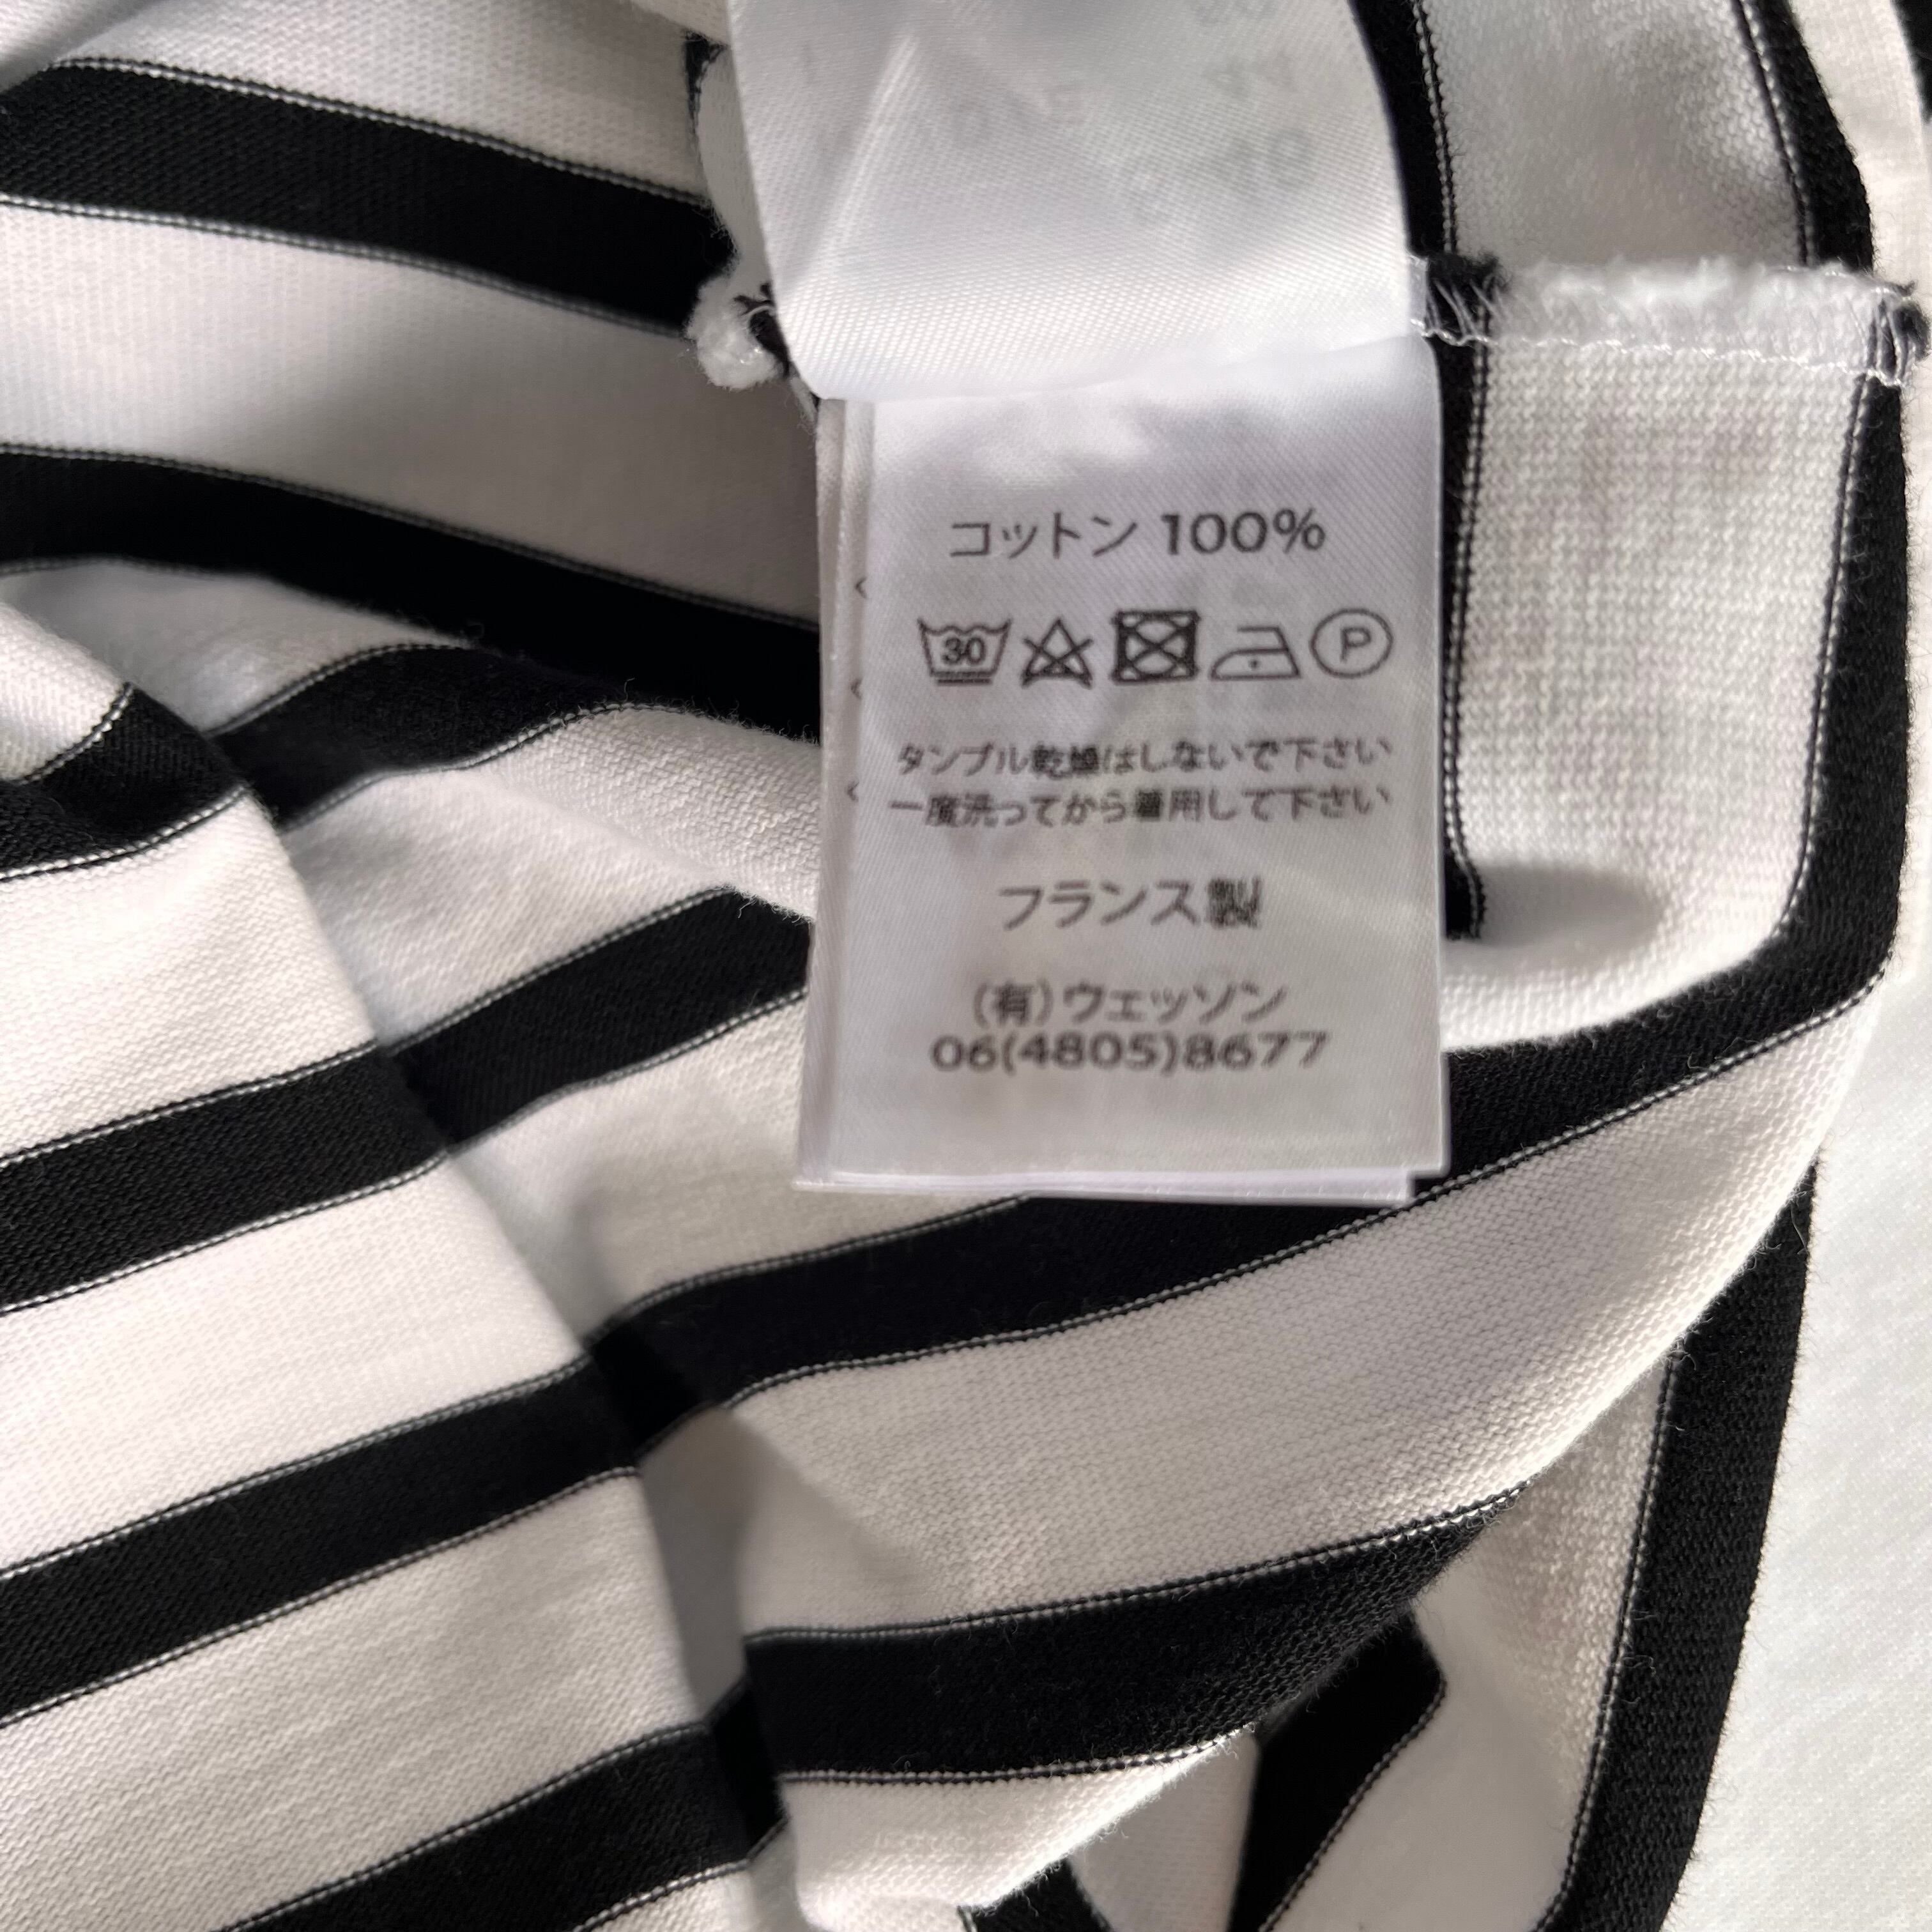 コットン 100%
30 P
タンブル乾燥はしないで下さい
一度洗ってから着用して下さい
フランス製
(有)ウェッソン
06(4805)8677